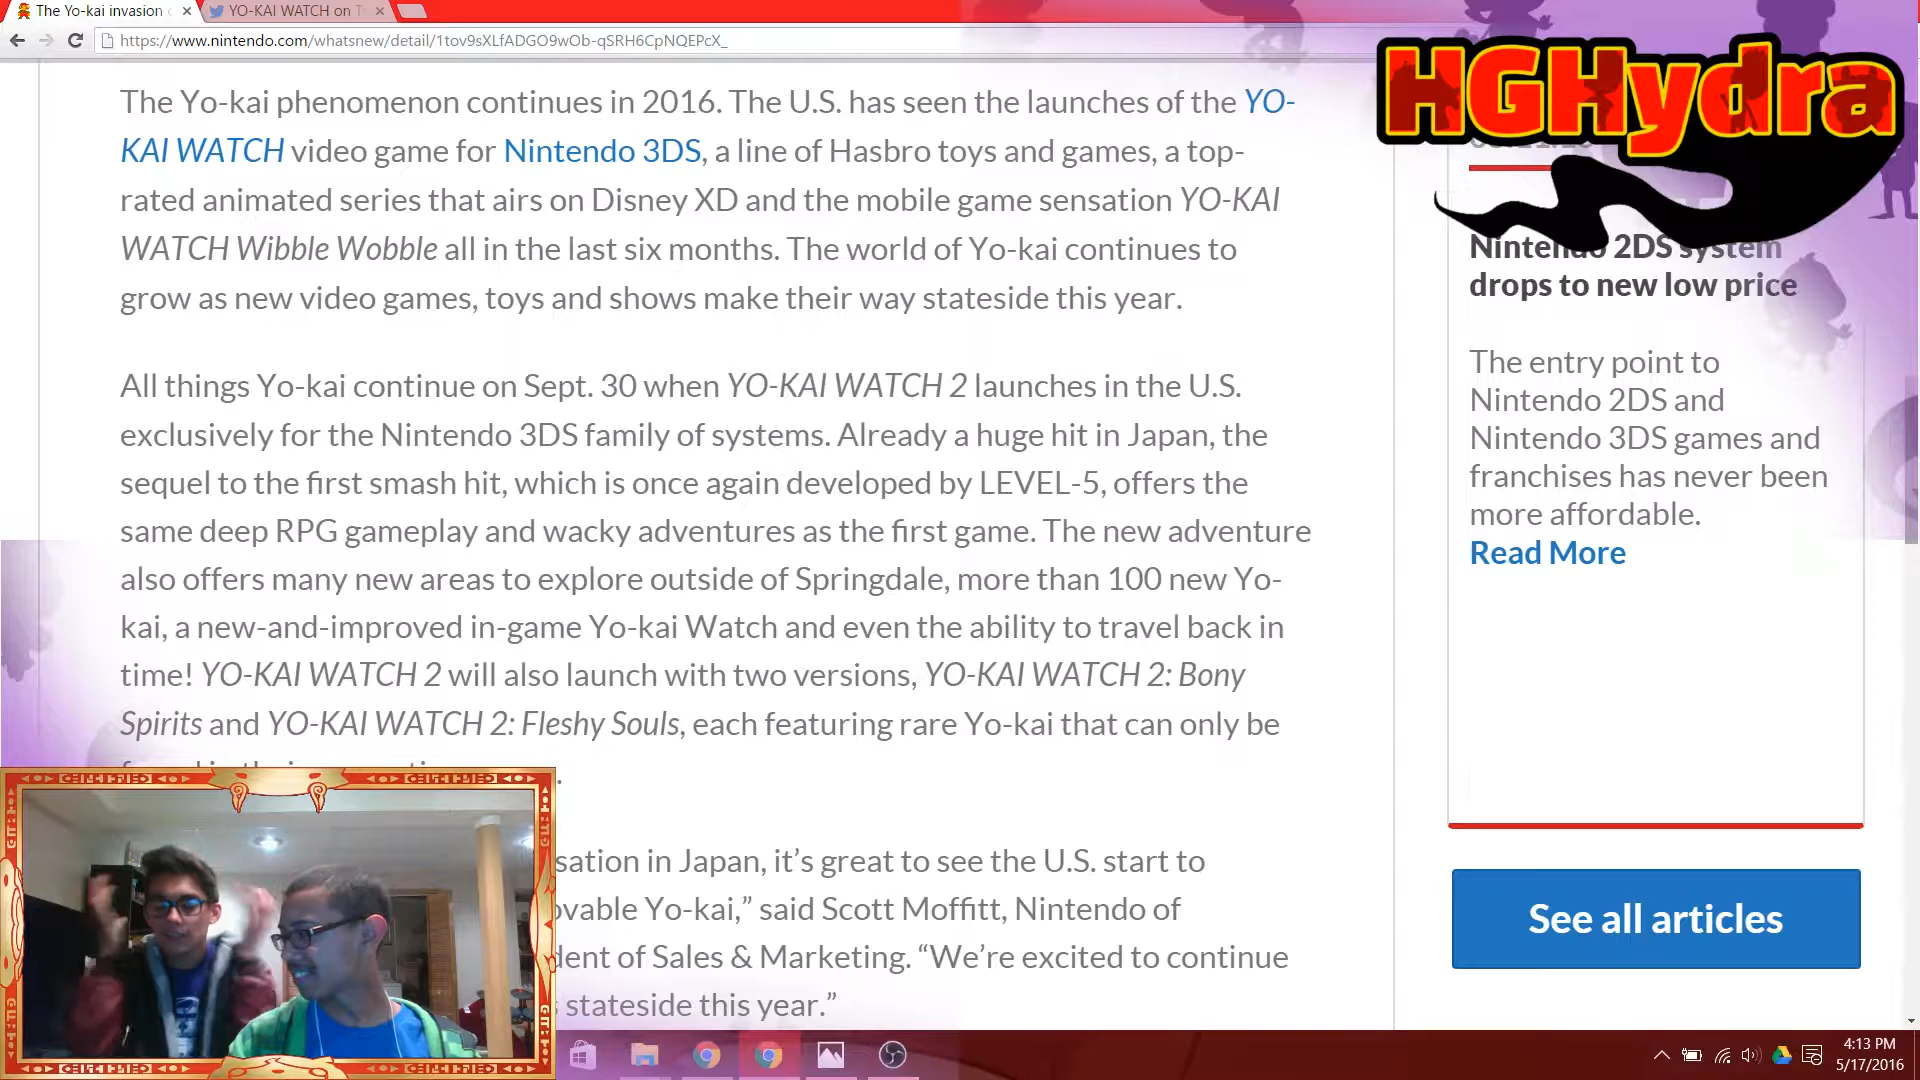 The Yo-kai invasion
YO-KAI WATCH on T
https://www.nintendo.com/whatsnew/detail/1tov9sXLfADGO9wOb-qSRH6CpNQEPcX_
HGHydra
The Yo-kai phenomenon continues in 2016. The U.S. has seen the launches of the YO-
KAI WATCH video game for Nintendo 3DS, a line of Hasbro toys and games, a top-
rated animated series that airs on Disney XD and the mobile game sensation YO-KAI
WATCH Wibble Wobble all in the last six months. The world of Yo-kai continues to
grow as new video games, toys and shows make their way stateside this year.
All things Yo-kai continue on Sept. 30 when YO-KAI WATCH 2 launches in the U.S.
exclusively for the Nintendo 3DS family of systems. Already a huge hit in Japan, the
sequel to the first smash hit, which is once again developed by LEVEL-5, offers the
same deep RPG gameplay and wacky adventures as the first game. The new adventure
also offers many new areas to explore outside of Springdale, more than 100 new Yo-
kai, a new-and-improved in-game Yo-kai Watch and even the ability to travel back in
time! YO-KAI WATCH 2 will also launch with two versions, YO-KAI WATCH 2: Bony
Spirits and YO-KAI WATCH 2: Fleshy Souls, each featuring rare Yo-kai that can only be
sation in Japan, it’s great to see the U.S. start to
ovable Yo-kai,” said Scott Moffitt, Nintendo of
dent of Sales & Marketing. “We’re excited to continue
stateside this year.”
Nintendo 2DS system
drops to new low price
The entry point to
Nintendo 2DS and
Nintendo 3DS games and
franchises has never been
more affordable.
Read More
See all articles
4:13 PM
5/17/2016